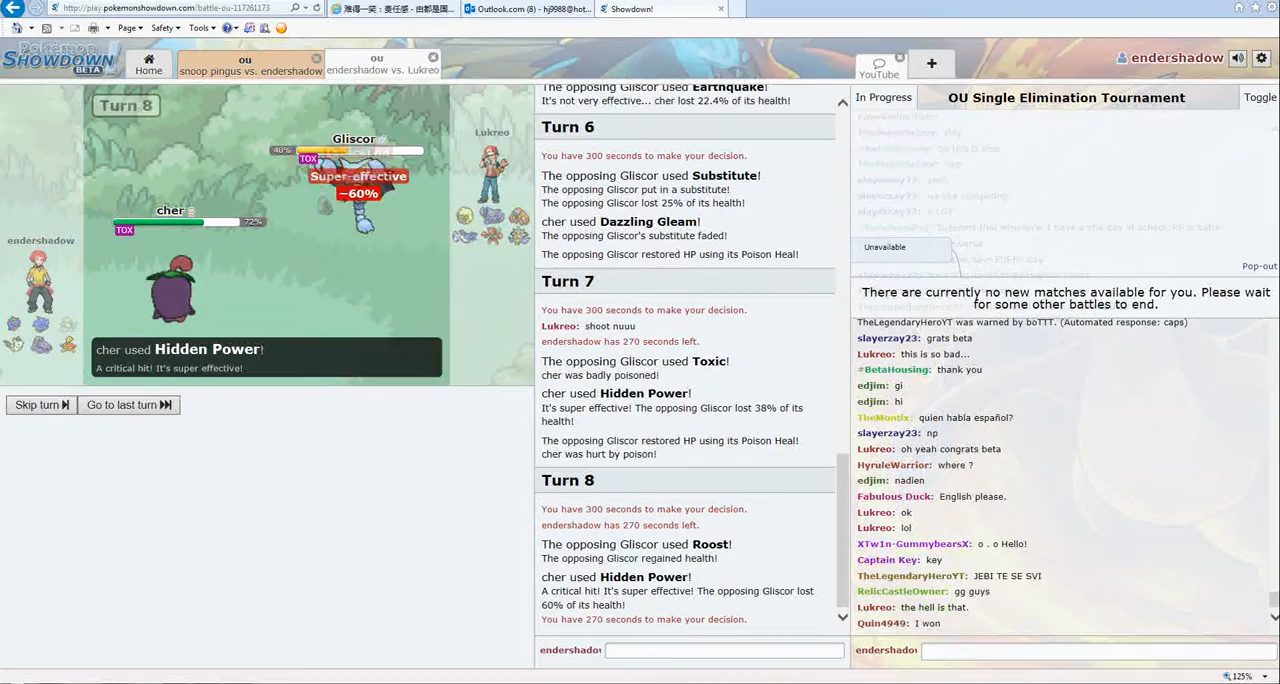 http://play.pokemonshowdown.com/battle-ou-117261173
Outlook.com (8) - hj9988@hot...
Showdown!
Page
Safety
Tools
Pokémon
SHOWDOWN
BETA
Home
ou
snoop pingus vs. endershadow
ou
endershadow vs. Lukreo
YouTube
endershadow
Turn 8
Gliscor
40%
TOX
Super-effective
−60%
Lukreo
cher
72%
TOX
endershadow
cher used Hidden Power!
A critical hit! It's super effective!
Skip turn
Go to last turn
The opposing Gliscor used Earthquake!
It's not very effective... cher lost 22.4% of its health!
Turn 6
You have 300 seconds to make your decision.
The opposing Gliscor used Substitute!
The opposing Gliscor put in a substitute!
The opposing Gliscor lost 25% of its health!
cher used Dazzling Gleam!
The opposing Gliscor's substitute faded!
The opposing Gliscor restored HP using its Poison Heal!
Turn 7
You have 300 seconds to make your decision.
Lukreo: shoot nuuu
endershadow has 270 seconds left.
The opposing Gliscor used Toxic!
cher was badly poisoned!
cher used Hidden Power!
It's super effective! The opposing Gliscor lost 38% of its
health!
The opposing Gliscor restored HP using its Poison Heal!
cher was hurt by poison!
Turn 8
You have 300 seconds to make your decision.
endershadow has 270 seconds left.
The opposing Gliscor used Roost!
The opposing Gliscor regained health!
cher used Hidden Power!
A critical hit! It's super effective! The opposing Gliscor lost
60% of its health!
You have 270 seconds to make your decision.
endershadow
In Progress
OU Single Elimination Tournament
Toggle
Unavailable
Pop-out
There are currently no new matches available for you. Please wait
for some other battles to end.
TheLegendaryHeroYT was warned by boTTT. (Automated response: caps)
slayerzay23: grats beta
Lukreo: this is so bad...
#BetaHousing: thank you
edjim: gi
edjim: hi
TheMontix: quien habla español?
slayerzay23: np
Lukreo: oh yeah congrats beta
HyruleWarrior: where ?
edjim: nadien
Fabulous Duck: English please.
Lukreo: ok
Lukreo: lol
XTw1n-GummybearsX: o . o Hello!
Captain Key: key
TheLegendaryHeroYT: JEBI TE SE SVI
RelicCastleOwner: gg guys
Lukreo: the hell is that.
Quin4949: I won
endershadow
125%